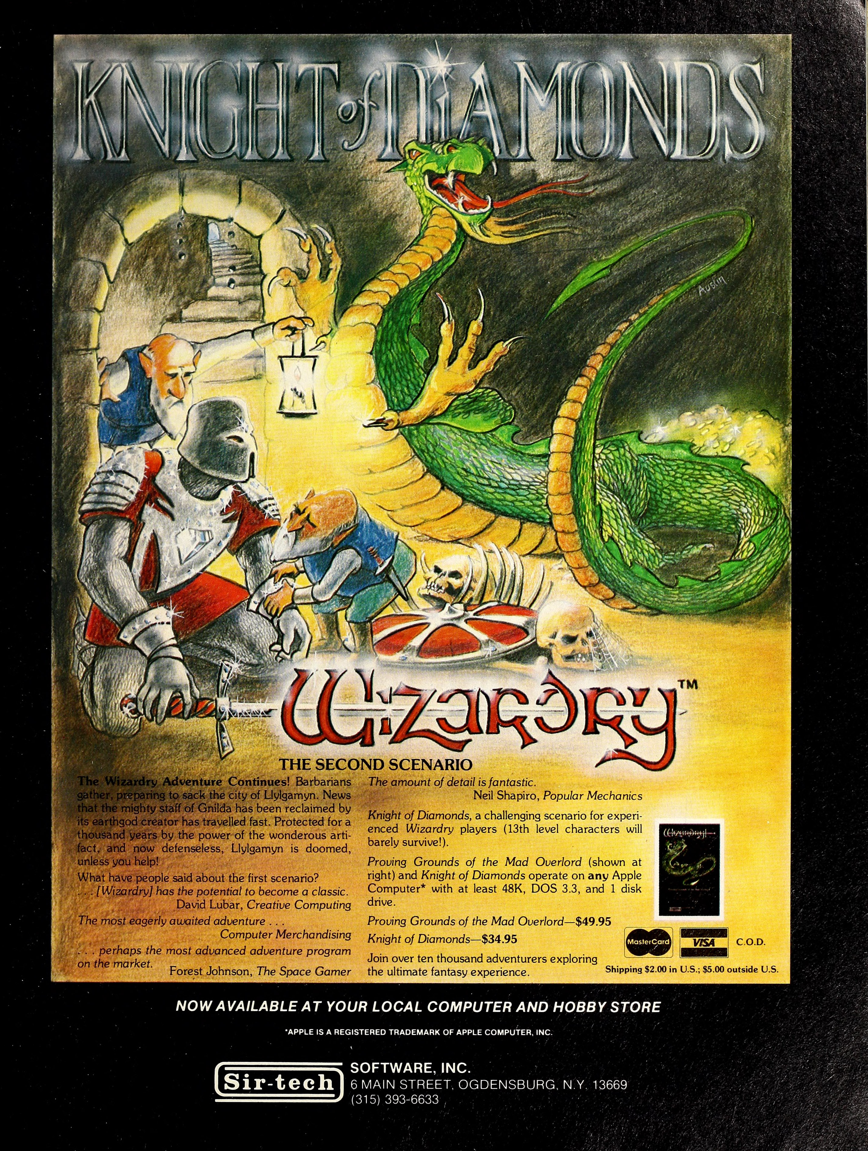 KNIGHT of DiAMONDS
Austin
WiZARDRY™
THE SECOND SCENARIO
The Wizardry Adventure Continues! Barbarians
gather, preparing to sack the city of Llylgamyn. News
that the mighty staff of Gnilda has been reclaimed by
its earthgod creator has travelled fast. Protected for a
thousand years by the power of the wonderous arti-
fact, and now defenseless, Llylgamyn is doomed,
unless you help!
What have people said about the first scenario?
. . . [Wizardry] has the potential to become a classic.
David Lubar, Creative Computing
The most eagerly awaited adventure . . .
Computer Merchandising
. . . perhaps the most advanced adventure program
on the market.
Forest Johnson, The Space Gamer
The amount of detail is fantastic.
Neil Shapiro, Popular Mechanics
Knight of Diamonds, a challenging scenario for experi-
enced Wizardry players (13th level characters will
barely survive!).
Proving Grounds of the Mad Overlord (shown at
right) and Knight of Diamonds operate on any Apple
Computer* with at least 48K, DOS 3.3, and 1 disk
drive.
Proving Grounds of the Mad Overlord—$49.95
Knight of Diamonds—$34.95
Join over ten thousand adventurers exploring
the ultimate fantasy experience.
Wizardry
MasterCard VISA C.O.D.
Shipping $2.00 in U.S.; $5.00 outside U.S.
NOW AVAILABLE AT YOUR LOCAL COMPUTER AND HOBBY STORE
*APPLE IS A REGISTERED TRADEMARK OF APPLE COMPUTER, INC.
Sir-tech SOFTWARE, INC.
6 MAIN STREET, OGDENSBURG, N.Y. 13669
(315) 393-6633